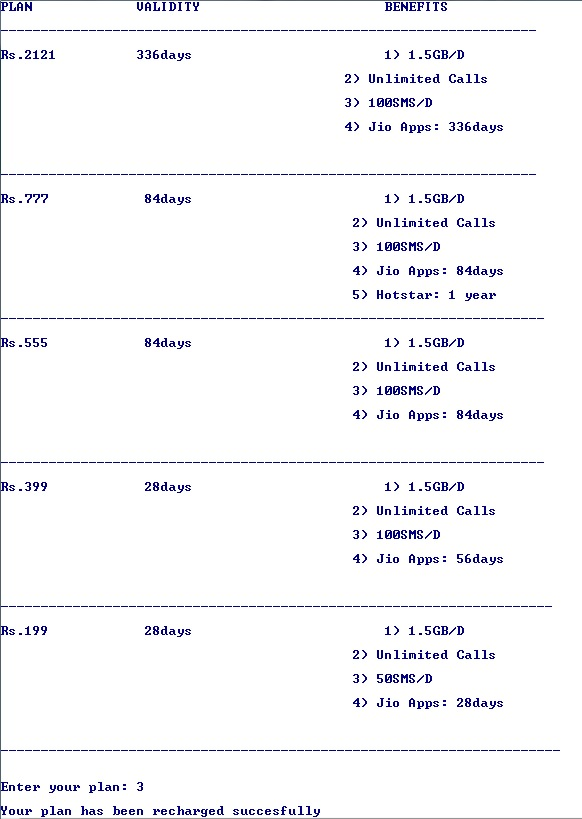 PLAN VALIDITY BENEFITS
Rs.2121 336days 1) 1.5GB/D
2) Unlimited Calls
3) 100SMS/D
4) Jio Apps: 336days
Rs.777 84days 1) 1.5GB/D
2) Unlimited Calls
3) 100SMS/D
4) Jio Apps: 84days
5) Hotstar: 1 year
Rs.555 84days 1) 1.5GB/D
2) Unlimited Calls
3) 100SMS/D
4) Jio Apps: 84days
Rs.399 28days 1) 1.5GB/D
2) Unlimited Calls
3) 100SMS/D
4) Jio Apps: 56days
Rs.199 28days 1) 1.5GB/D
2) Unlimited Calls
3) 50SMS/D
4) Jio Apps: 28days
Enter your plan: 3
Your plan has been recharged succesfully